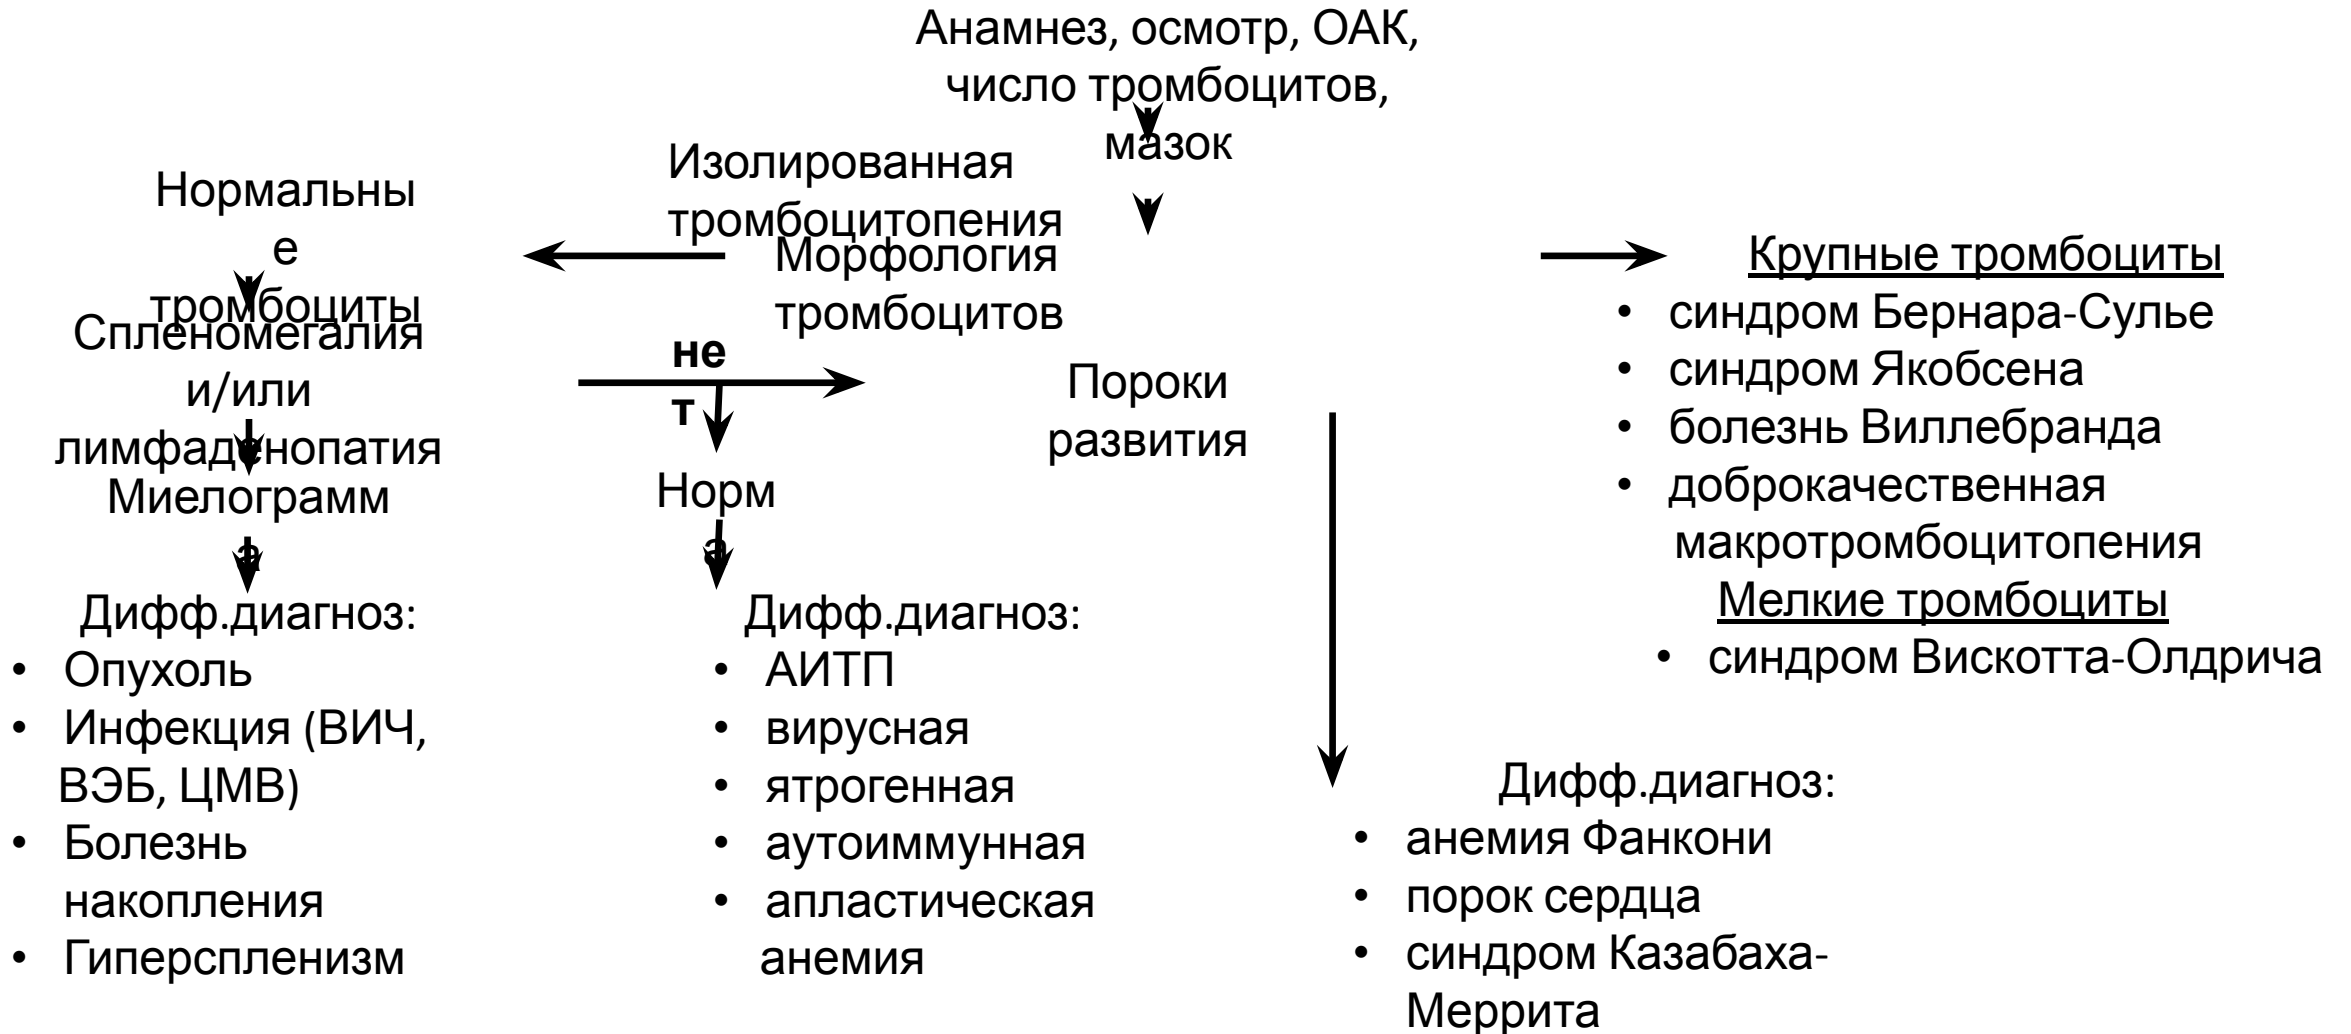 Анамнез, осмотр, ОАК,
число тромбоцитов,
мазок
Изолированная
тромбоцитопения
Морфология
тромбоцитов
Нормальны
е
тромбоциты
Спленомегалия
и/или
лимфаденопатия
Миелограмм
а
Дифф.диагноз:
• Опухоль
• Инфекция (ВИЧ,
ВЭБ, ЦМВ)
• Болезнь
накопления
• Гиперспленизм
не
т
Норм
а
Дифф.диагноз:
• АИТП
• вирусная
• ятрогенная
• аутоиммунная
• апластическая
анемия
Пороки
развития
Дифф.диагноз:
• анемия Фанкони
• порок сердца
• синдром Казабаха-
Меррита
Крупные тромбоциты
• синдром Бернара-Сулье
• синдром Якобсена
• болезнь Виллебранда
• доброкачественная
макротромбоцитопения
Мелкие тромбоциты
• синдром Вискотта-Олдрича